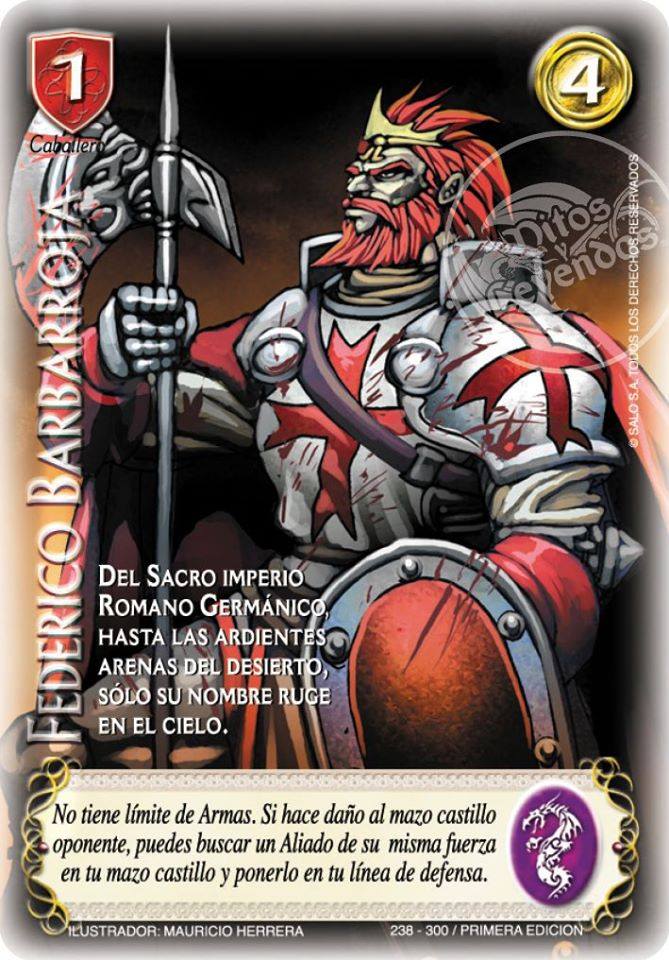 1
4
Caballero
FEDERICO BARBARROJA
Mitos
y
Leyendas
© SALO S.A. TODOS LOS DERECHOS RESERVADOS
DEL SACRO IMPERIO
ROMANO GERMÁNICO,
HASTA LAS ARDIENTES
ARENAS DEL DESIERTO,
SÓLO SU NOMBRE RUGE
EN EL CIELO.
No tiene límite de Armas. Si hace daño al mazo castillo
oponente, puedes buscar un Aliado de su misma fuerza
en tu mazo castillo y ponerlo en tu línea de defensa.
ILUSTRADOR: MAURICIO HERRERA
238 - 300 / PRIMERA EDICION